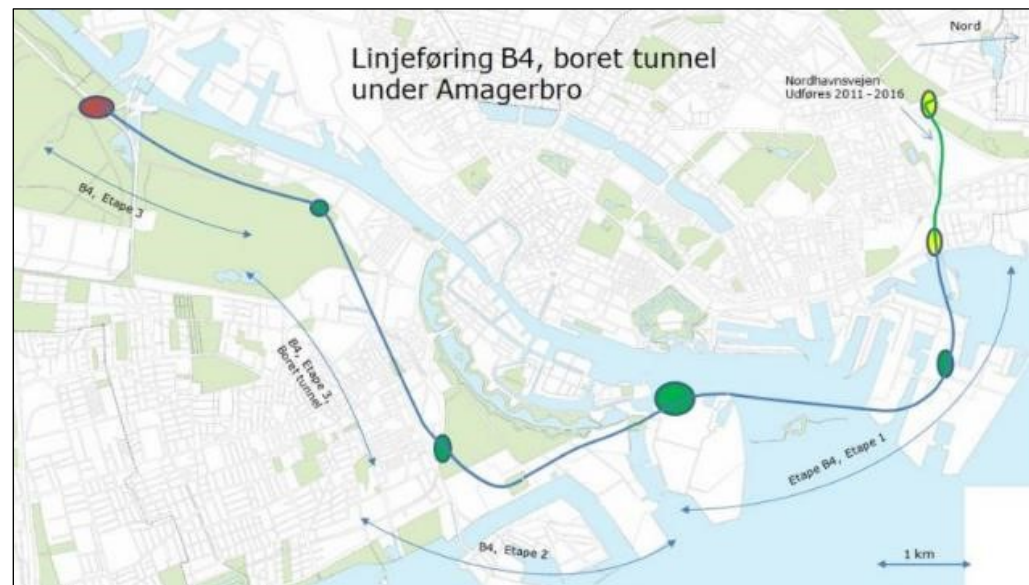 Linjeføring B4, boret tunnel
under Amagerbro
Nord
Nordhavnsvejen
Udføres 2011 - 2016
B4, Etape 3
B4, Etape 3,
Boret tunnel
Etape B4, Etape 1
B4, Etape 2
1 km